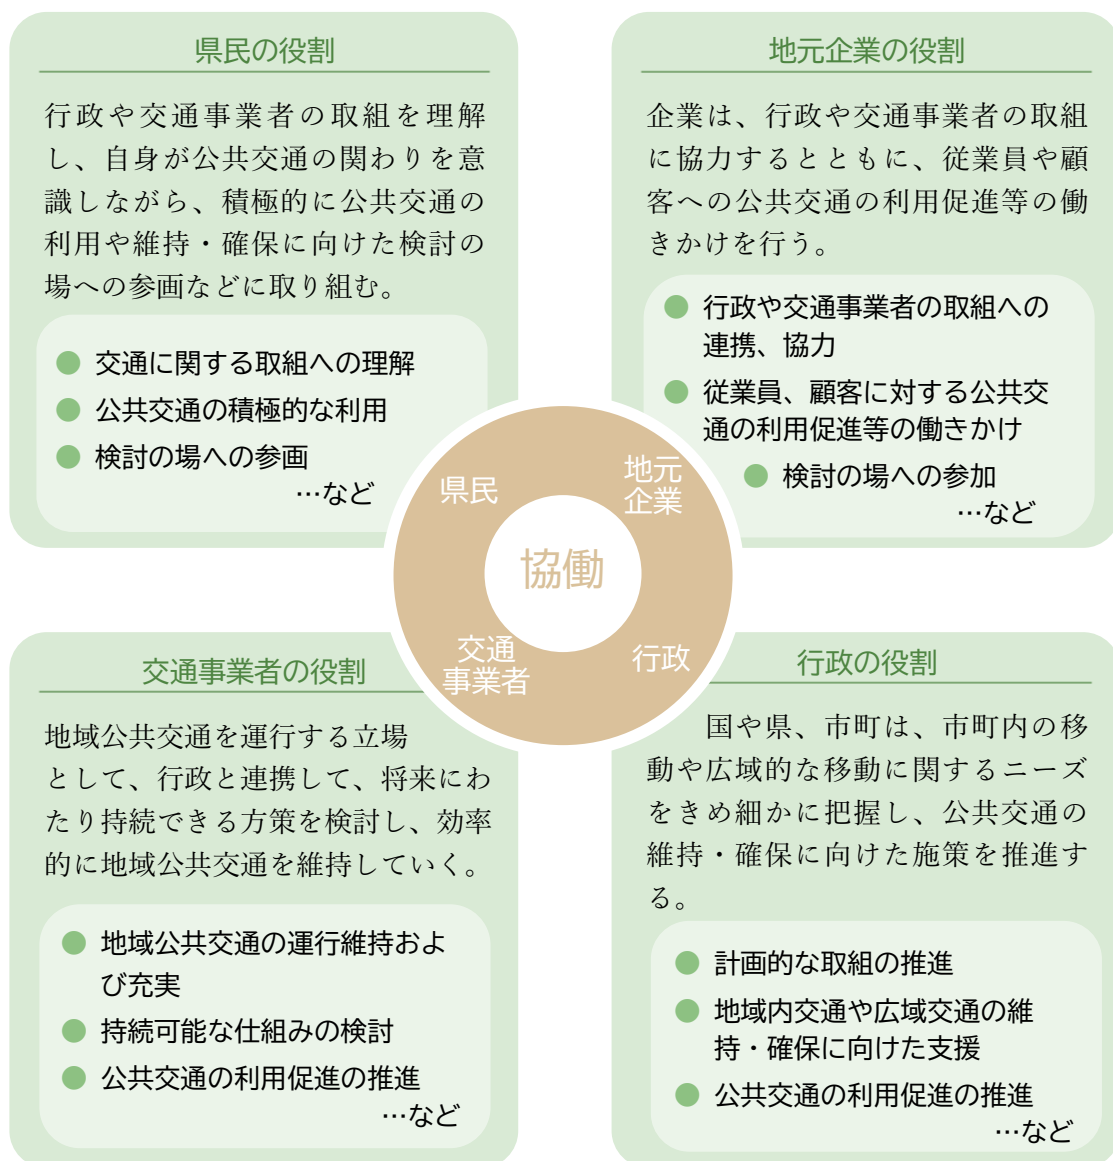 県民の役割
行政や交通事業者の取組を理解
し、自身が公共交通の関わりを意
識しながら、積極的に公共交通の
利用や維持・確保に向けた検討の
場への参画などに取り組む。
● 交通に関する取組への理解
● 公共交通の積極的な利用
● 検討の場への参画
…など
地元企業の役割
企業は、行政や交通事業者の取組
に協力するとともに、従業員や顧
客への公共交通の利用促進等の働
きかけを行う。
● 行政や交通事業者の取組への
連携、協力
● 従業員、顧客に対する公共交
通の利用促進等の働きかけ
● 検討の場への参加
…など
県民
地元
企業
協働
交通
事業者
行政
交通事業者の役割
地域公共交通を運行する立場
として、行政と連携して、将来にわ
たり持続できる方策を検討し、効率
的に地域公共交通を維持していく。
● 地域公共交通の運行維持およ
び充実
● 持続可能な仕組みの検討
● 公共交通の利用促進の推進
…など
行政の役割
国や県、市町は、市町内の移
動や広域的な移動に関するニーズ
をきめ細かに把握し、公共交通の
維持・確保に向けた施策を推進す
る。
● 計画的な取組の推進
● 地域内交通や広域交通の維
持・確保に向けた支援
● 公共交通の利用促進の推進
…など